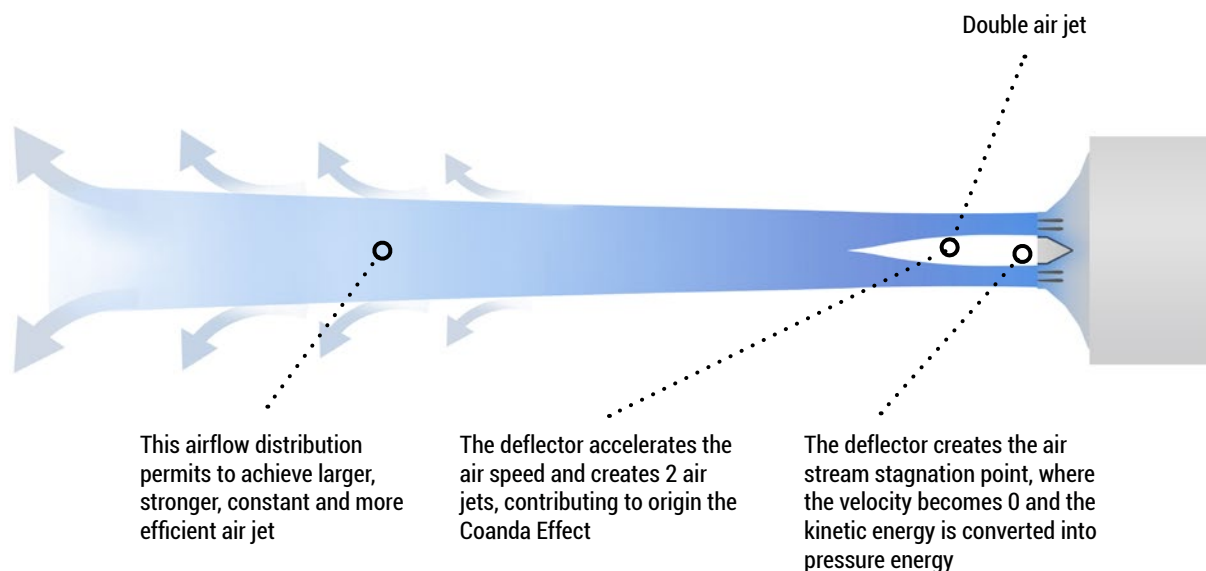 Double air jet
This airflow distribution
permits to achieve larger,
stronger, constant and more
efficient air jet
The deflector accelerates the
air speed and creates 2 air
jets, contributing to origin the
Coanda Effect
The deflector creates the air
stream stagnation point, where
the velocity becomes 0 and the
kinetic energy is converted into
pressure energy